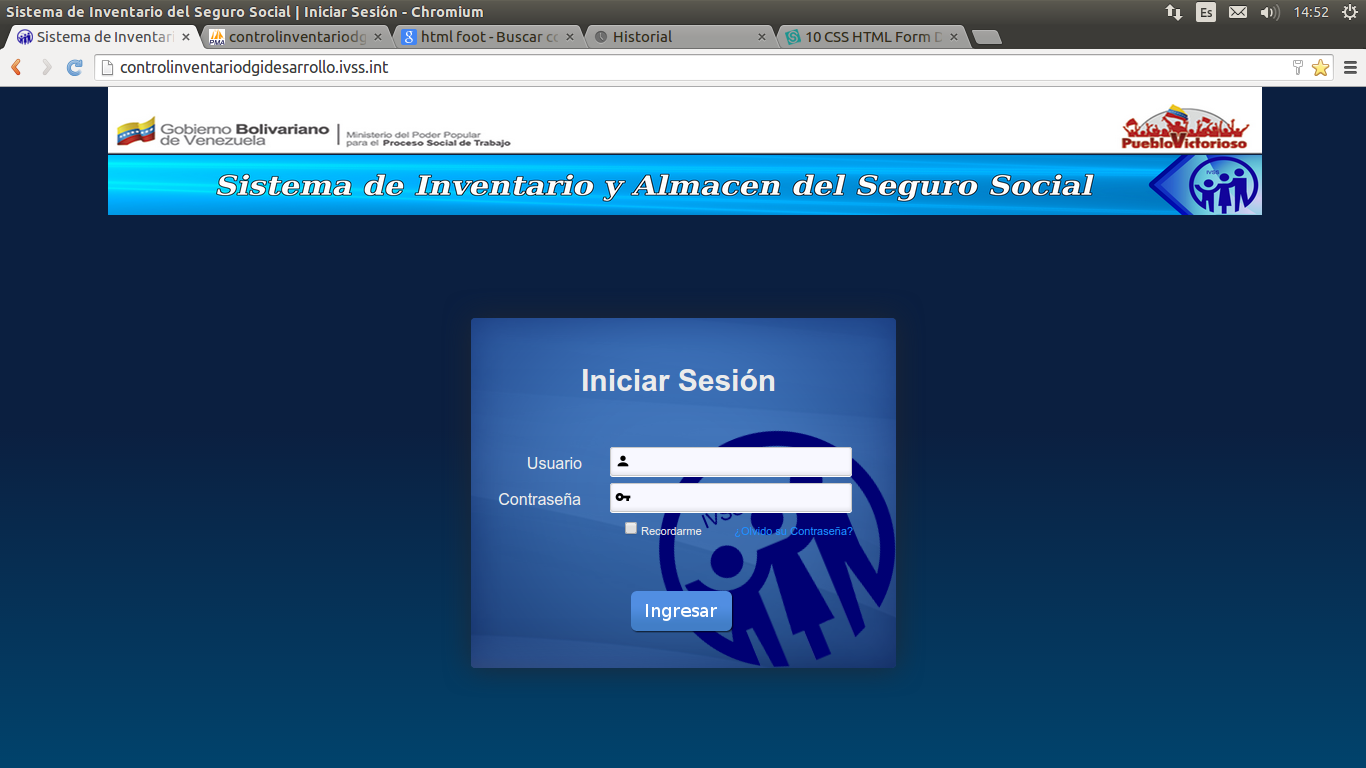 Sistema de Inventario del Seguro Social | Iniciar Sesión - Chromium
Es
14:52
Sistema de Inventari
PMA controlinventariodg
html foot - Buscar co
Historial
10 CSS HTML Form D
controlinventariodgidesarrollo.ivss.int
Gobierno Bolivariano
de Venezuela
Ministerio del Poder Popular
para el Proceso Social de Trabajo
PuebloVictorioso
Sistema de Inventario y Almacen del Seguro Social
IVSS
Iniciar Sesión
Usuario
Contraseña
IVSS
Recordarme
¿Olvido su Contraseña?
Ingresar